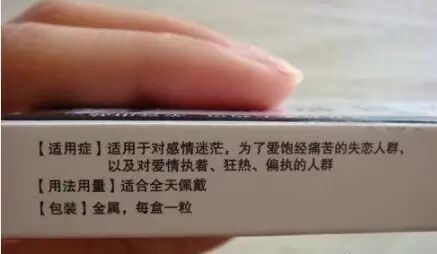 【适用症】适用于对感情迷茫，为了爱饱经痛苦的失恋人群，
以及对爱情执着、狂热、偏执的人群
【用法用量】适合全天佩戴
【包装】金属，每盒一粒